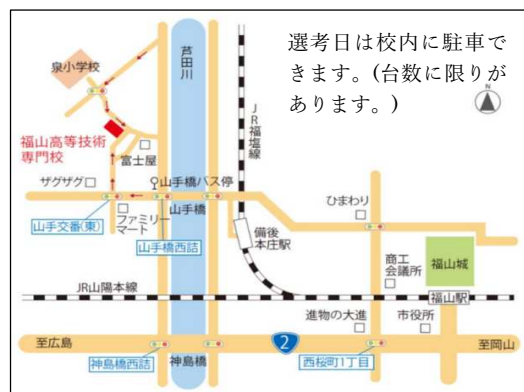 選考日は校内に駐車で
きます。(台数に限りが
あります。)
N
泉小学校
芦田川
JR福塩線
福山高等技術
専門校
富士屋
ザグザグ
山手橋バス停
山手橋
山手交番(東)
ファミリー
マート
山手橋西詰
ひまわり
備後
本庄駅
商工
会議所
福山城
JR山陽本線
福山駅
進物の大進
市役所
至広島
神島橋西詰
神島橋
2
西桜町1丁目
至岡山